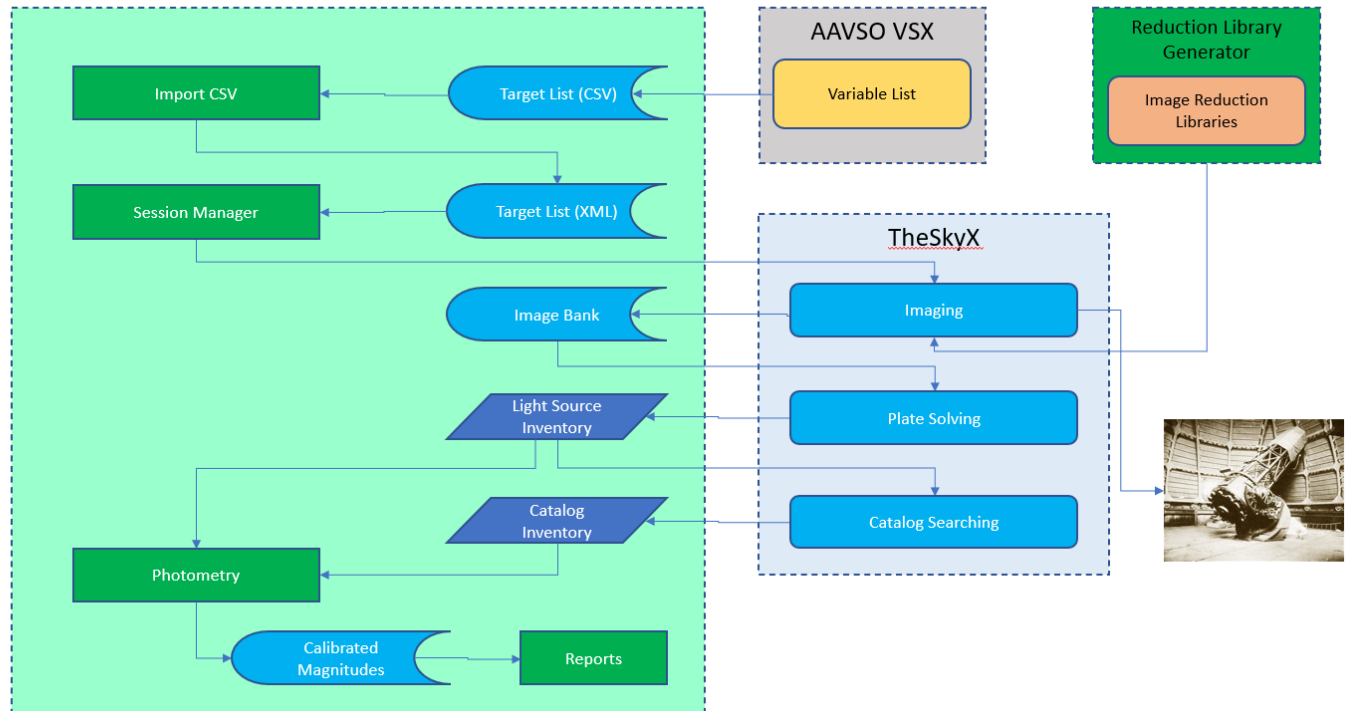 AAVSO VSX
Reduction Library
Generator
Import CSV
Target List (CSV)
Variable List
Image Reduction
Libraries
Session Manager
Target List (XML)
TheSkyX
Image Bank
Imaging
Light Source
Inventory
Plate Solving
Catalog
Inventory
Catalog Searching
Photometry
Calibrated
Magnitudes
Reports